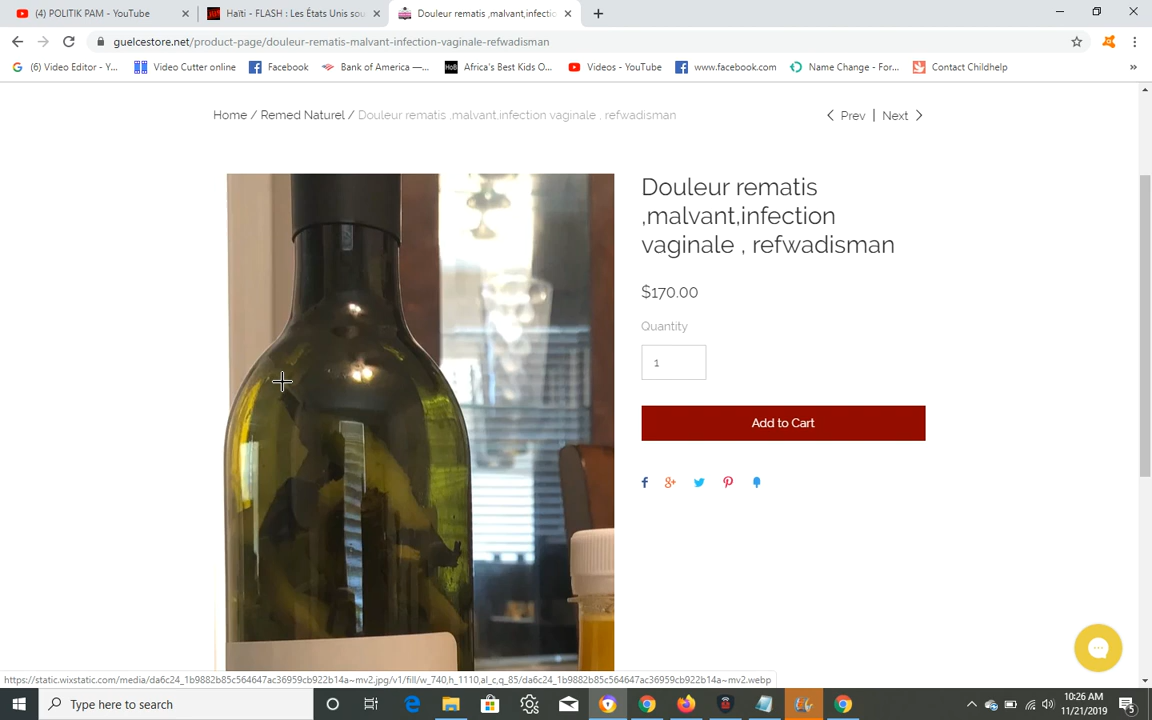 (4) POLITIK PAM - YouTube
Haïti - FLASH : Les États Unis sou
Douleur rematis ,malvant,infectio
guelcestore.net/product-page/douleur-rematis-malvant-infection-vaginale-refwadisman
(6) Video Editor - Y...
Video Cutter online
Facebook
Bank of America —...
HoB
Africa's Best Kids O...
Videos - YouTube
www.facebook.com
Name Change - For...
Contact Childhelp
»
Home / Remed Naturel / Douleur rematis ,malvant,infection vaginale , refwadisman
Prev | Next
Douleur rematis
,malvant,infection
vaginale , refwadisman
$170.00
Quantity
1
Add to Cart
https://static.wixstatic.com/media/da6c24_1b9882b85c564647ac36959cb922b14a~mv2.jpg/v1/fill/w_740,h_1110,al_c,q_85/da6c24_1b9882b85c564647ac36959cb922b14a~mv2.webp
Type here to search
10:26 AM
11/21/2019
5